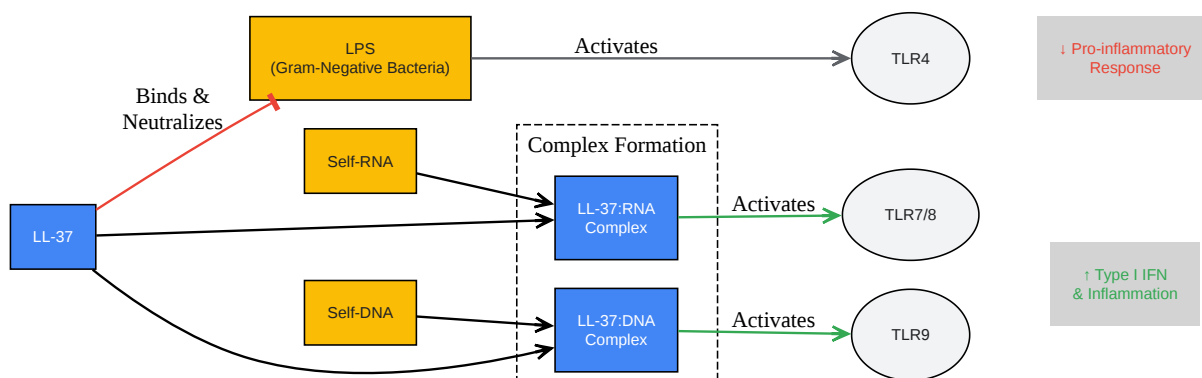 LPS
(Gram-Negative Bacteria)
Activates
TLR4
↓ Pro-inflammatory
Response
Binds &
Neutralizes
Self-RNA
Complex Formation
LL-37
LL-37:RNA
Complex
Activates
TLR7/8
↑ Type I IFN
& Inflammation
Self-DNA
LL-37:DNA
Complex
Activates
TLR9